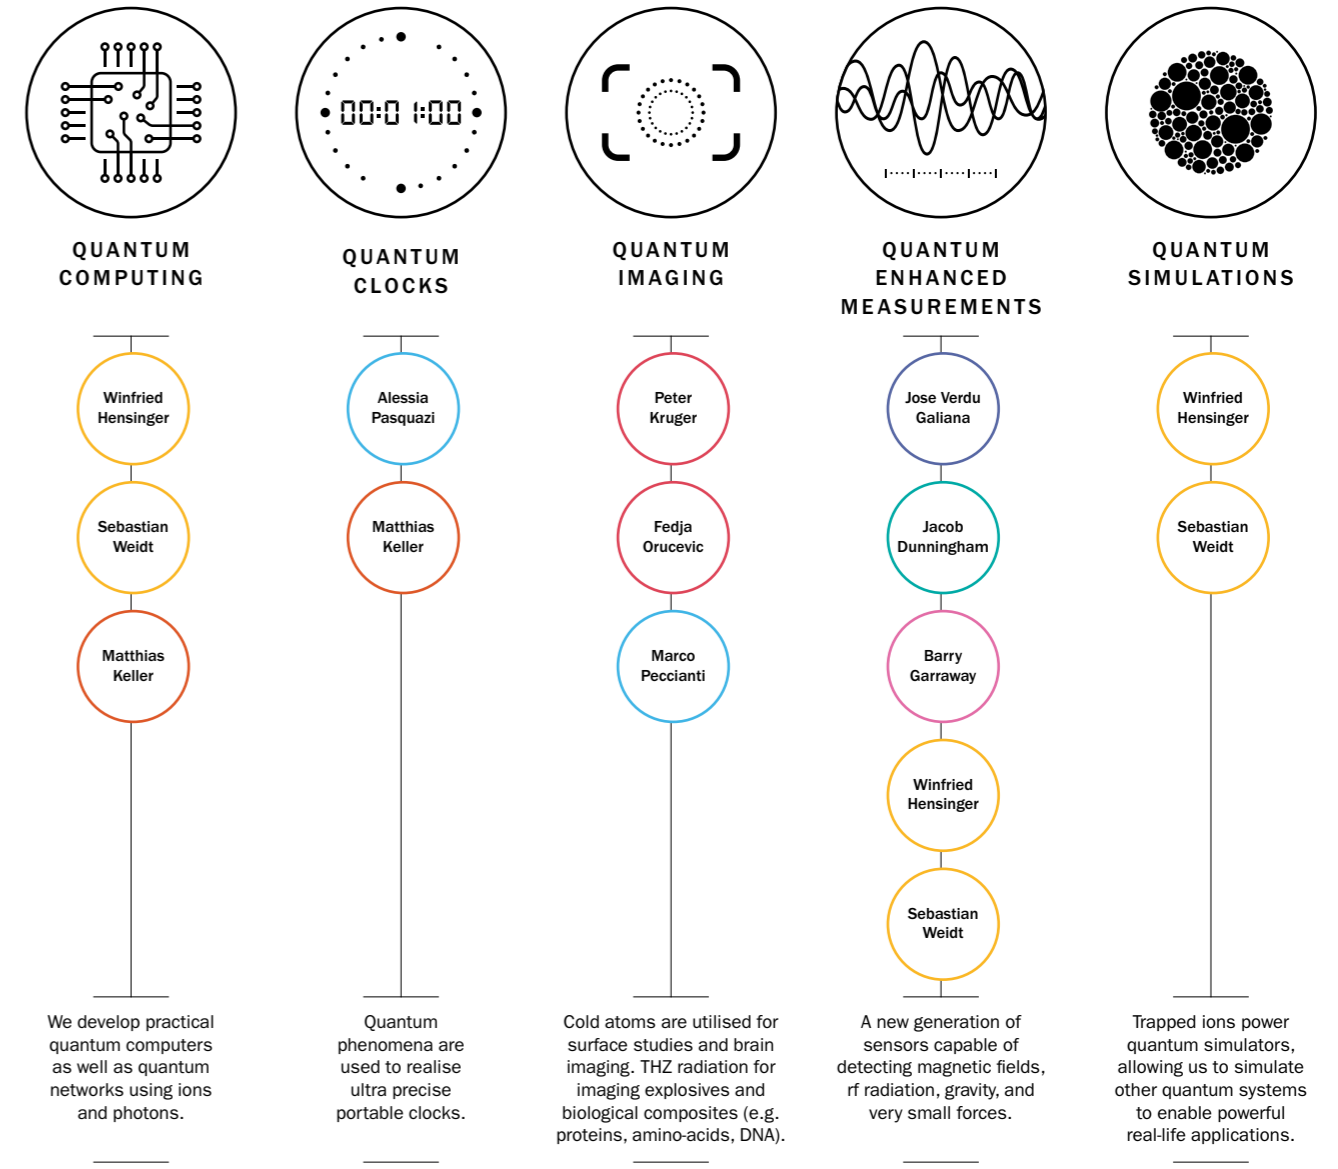 00:01:00
QUANTUM
COMPUTING
Winfried
Hensinger
Sebastian
Weidt
Matthias
Keller
We develop practical
quantum computers
as well as quantum
networks using ions
and photons.
QUANTUM
CLOCKS
Alessia
Pasquazi
Matthias
Keller
Quantum
phenomena are
used to realise
ultra precise
portable clocks.
QUANTUM
IMAGING
Peter
Kruger
Fedja
Orucevic
Marco
Peccianti
Cold atoms are utilised for
surface studies and brain
imaging. THZ radiation for
imaging explosives and
biological composites (e.g.
proteins, amino-acids, DNA).
QUANTUM
ENHANCED
MEASUREMENTS
Jose Verdu
Galiana
Jacob
Dunningham
Barry
Garraway
Winfried
Hensinger
Sebastian
Weidt
A new generation of
sensors capable of
detecting magnetic fields,
rf radiation, gravity, and
very small forces.
QUANTUM
SIMULATIONS
Winfried
Hensinger
Sebastian
Weidt
Trapped ions power
quantum simulators,
allowing us to simulate
other quantum systems
to enable powerful
real-life applications.